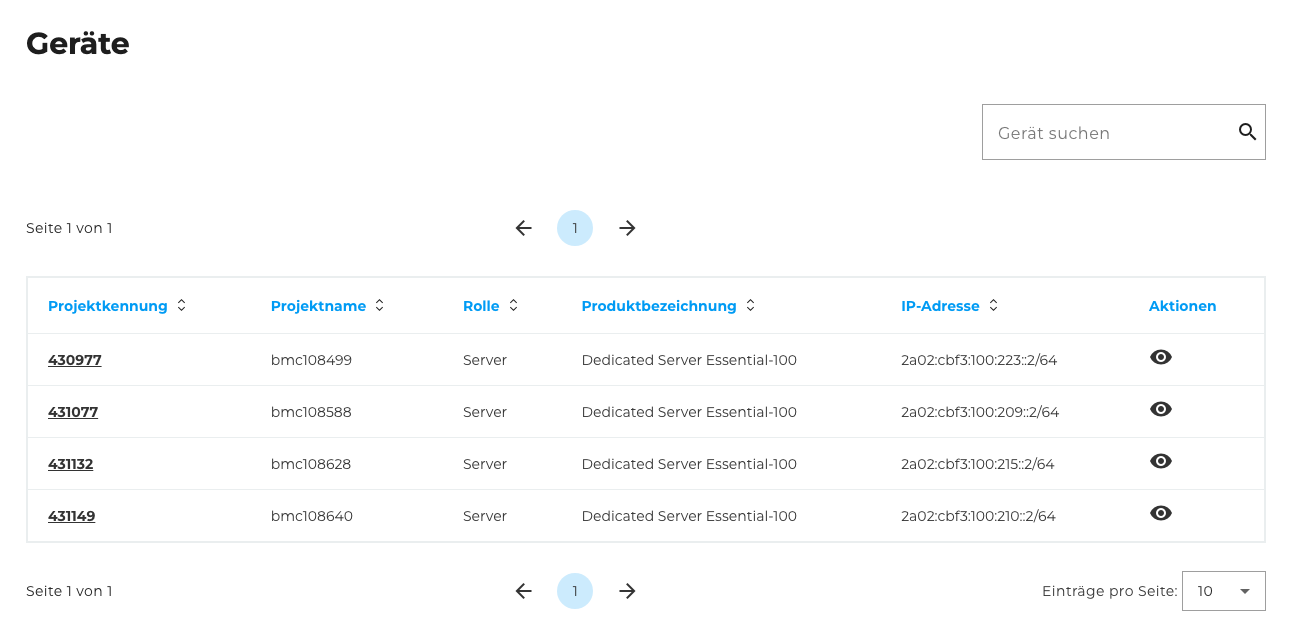 Geräte
Gerät suchen
Seite 1 von 1 1
Projektkennung Projektname Rolle Produktbezeichnung IP-Adresse Aktionen
430977 bmc108499 Server Dedicated Server Essential-100 2a02:cbf3:100:223::2/64
431077 bmc108588 Server Dedicated Server Essential-100 2a02:cbf3:100:209::2/64
431132 bmc108628 Server Dedicated Server Essential-100 2a02:cbf3:100:215::2/64
431149 bmc108640 Server Dedicated Server Essential-100 2a02:cbf3:100:210::2/64
Seite 1 von 1 1 Einträge pro Seite: 10